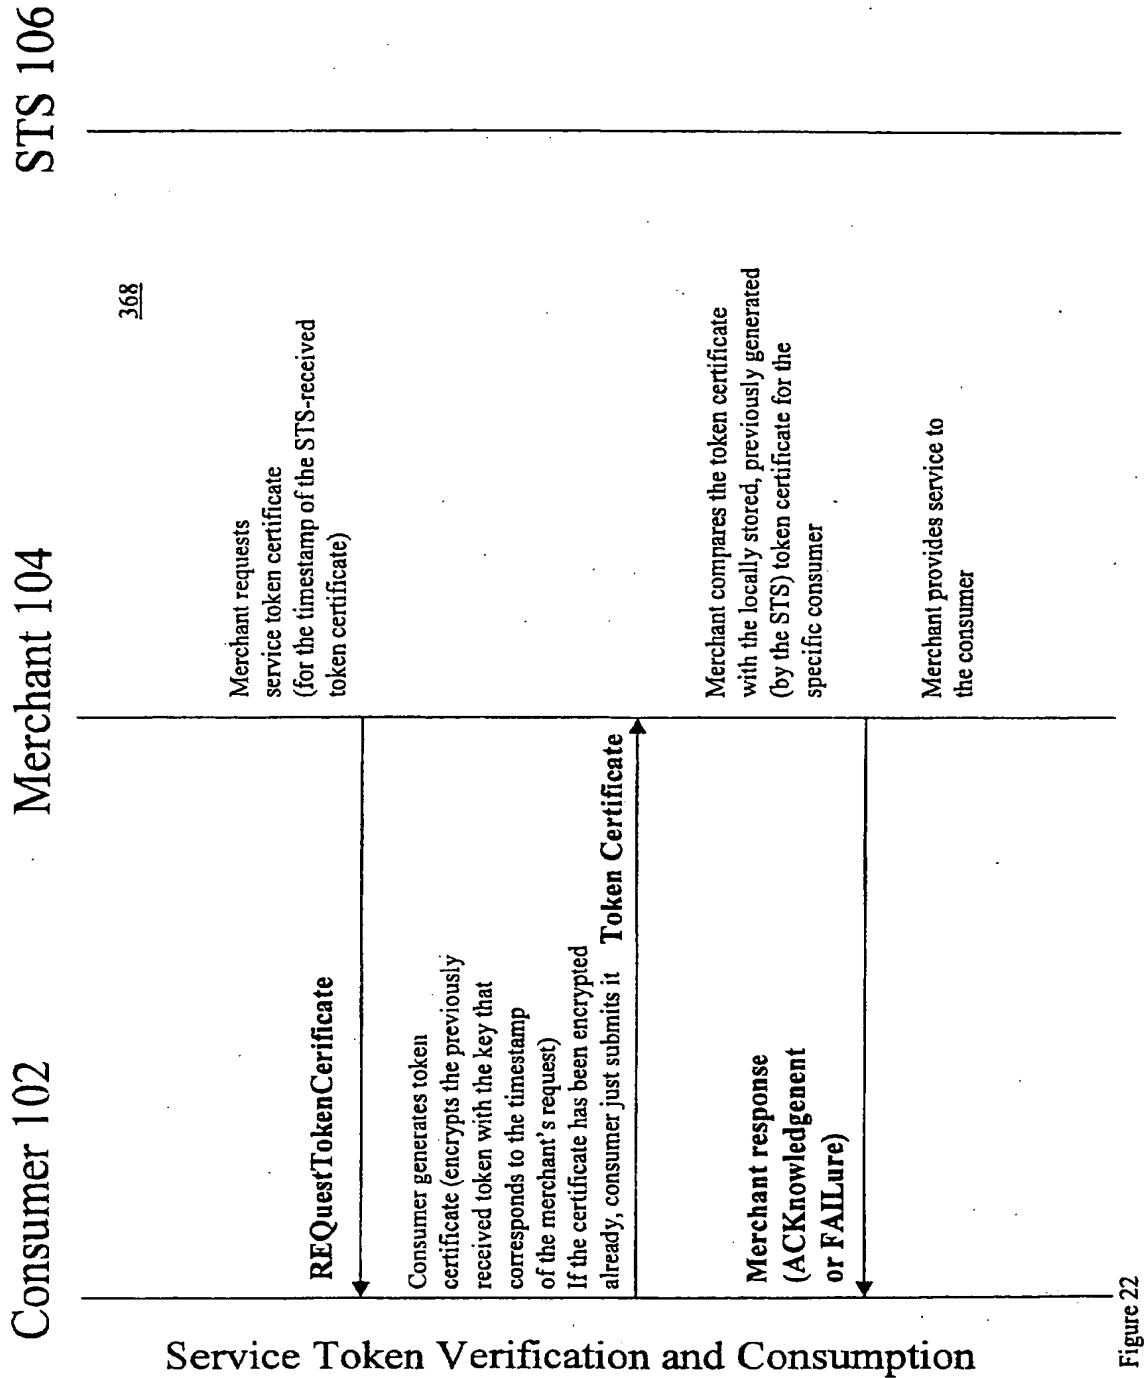 Consumer 102
Merchant 104
STS 106
368
REQuestTokenCerificate
Merchant requests
service token certificate
(for the timestamp of the STS-received
token certificate)
Consumer generates token
certificate (encrypts the previously
received token with the key that
corresponds to the timestamp
of the merchant's request)
If the certificate has been encrypted
already, consumer just submits it
Token Certificate
Merchant compares the token certificate
with the locally stored, previously generated
(by the STS) token certificate for the
specific consumer
Merchant response
(ACKnowledgenent
or FAILure)
Merchant provides service to
the consumer
Service Token Verification and Consumption
Figure 22